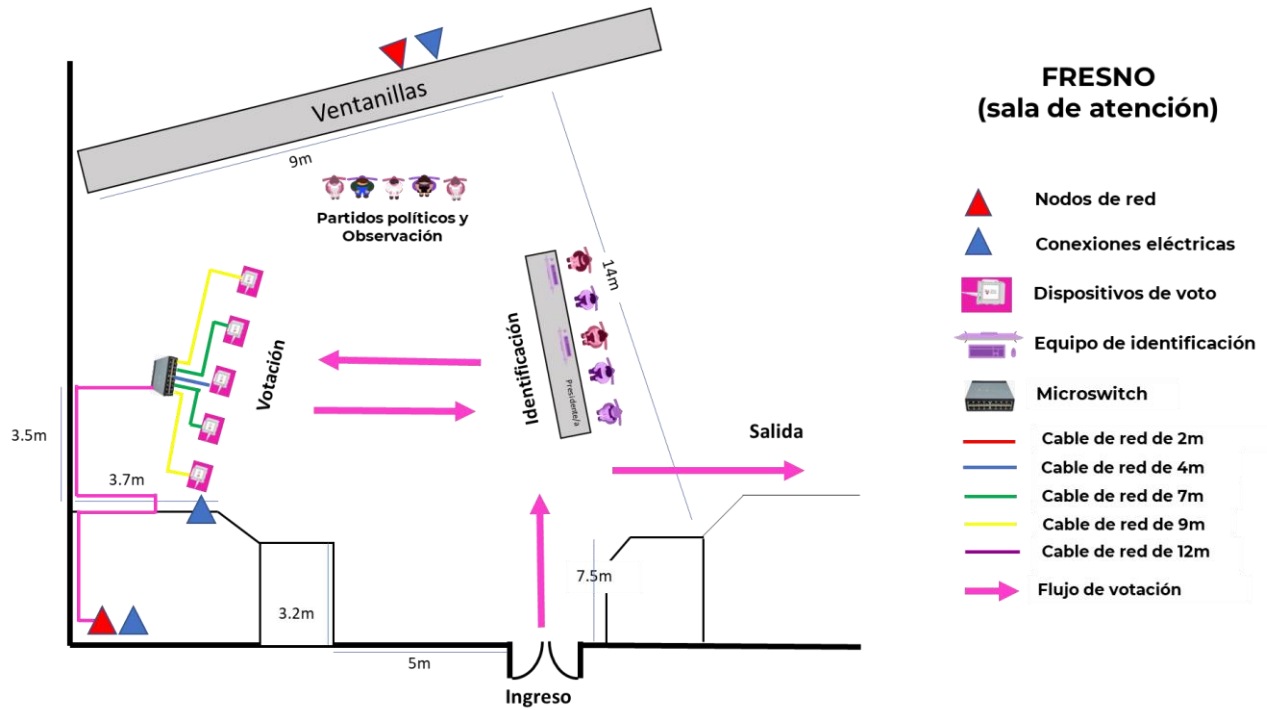 Ventanillas
9m
Partidos políticos y
Observación
14m
Identificación
Presidente/a
Votación
3.5m
3.7m
Salida
7.5m
3.2m
5m
Ingreso
FRESNO
(sala de atención)
Nodos de red
Conexiones eléctricas
Dispositivos de voto
Equipo de identificación
Microswitch
Cable de red de 2m
Cable de red de 4m
Cable de red de 7m
Cable de red de 9m
Cable de red de 12m
Flujo de votación